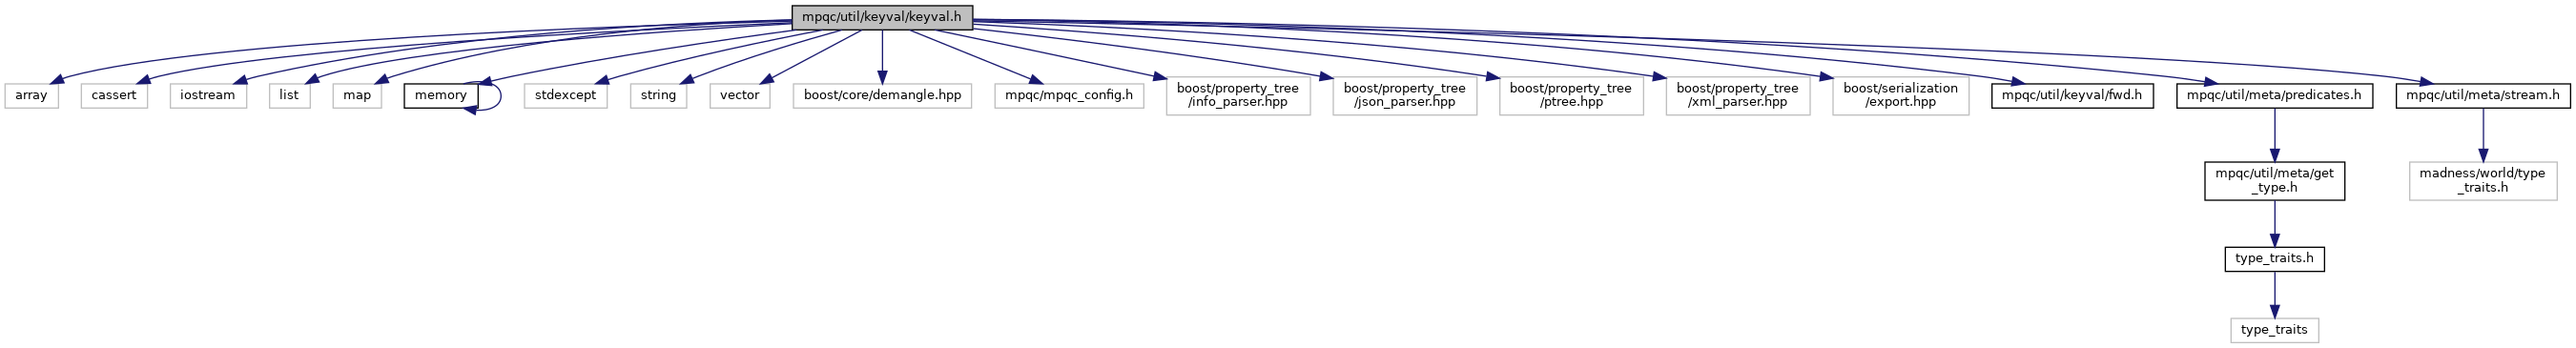 mpqc/util/keyval/keyval.h
array
cassert
iostream
list
map
memory
stdexcept
string
vector
boost/core/demangle.hpp
mpqc/mpqc_config.h
boost/property_tree
/info_parser.hpp
boost/property_tree
/json_parser.hpp
boost/property_tree
/ptree.hpp
boost/property_tree
/xml_parser.hpp
boost/serialization
/export.hpp
mpqc/util/keyval/fwd.h
mpqc/util/meta/predicates.h
mpqc/util/meta/stream.h
mpqc/util/meta/get
_type.h
madness/world/type
_traits.h
type_traits.h
type_traits